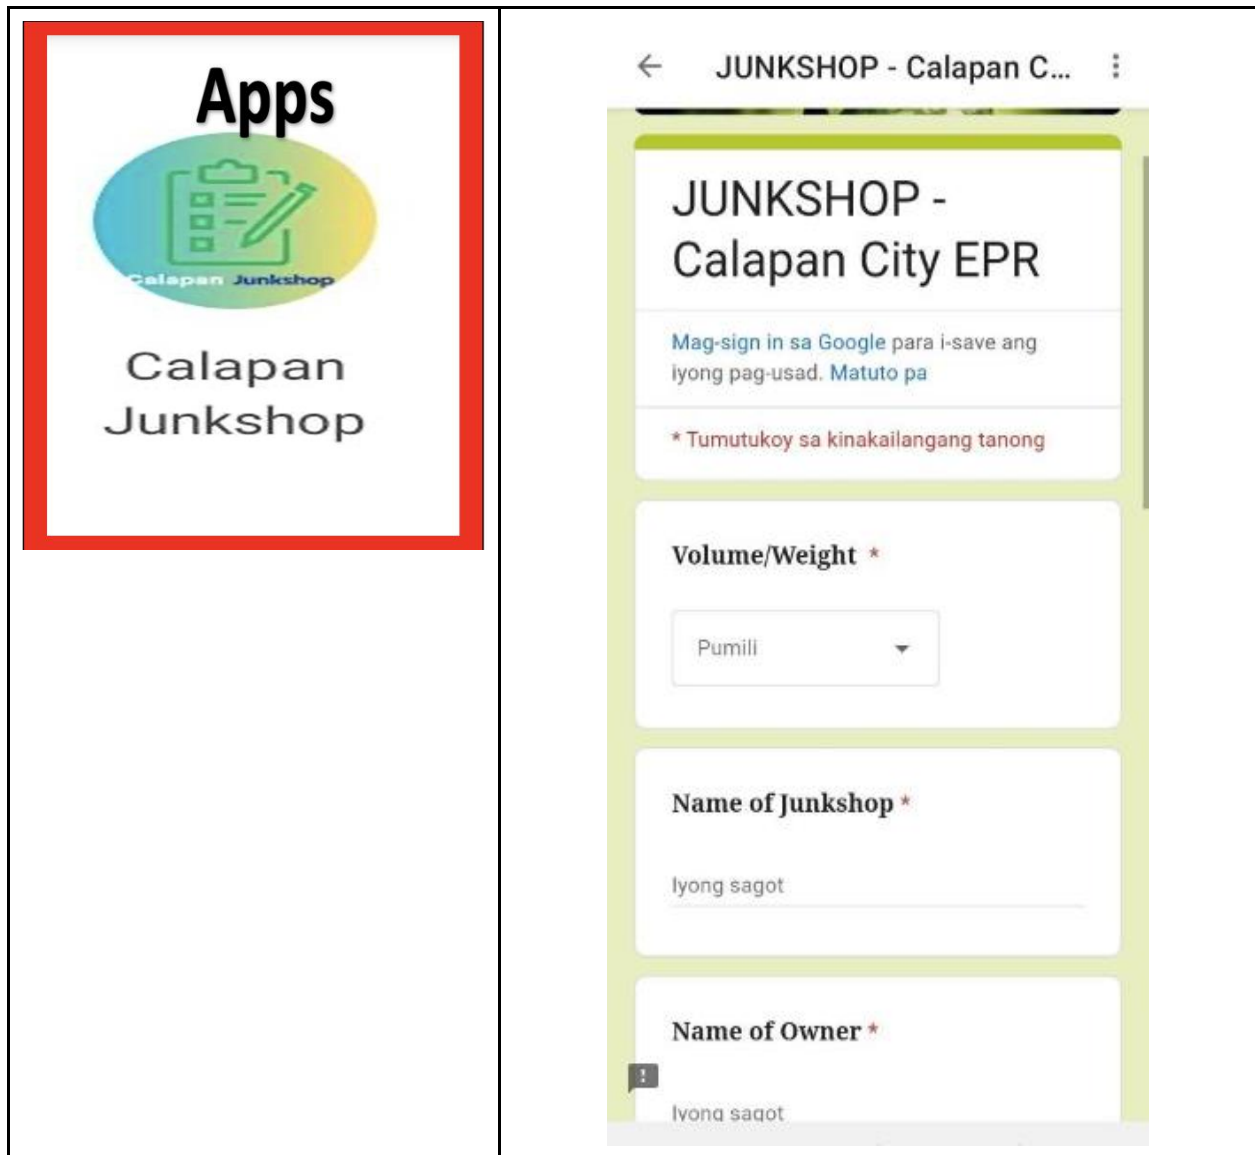 Apps
Calapan Junkshop
Calapan
Junkshop
JUNKSHOP - Calapan C...
JUNKSHOP -
Calapan City EPR
Mag-sign in sa Google para i-save ang
iyong pag-usad. Matuto pa
* Tumutukoy sa kinakailangang tanong
Volume/Weight *
Pumili
Name of Junkshop *
Iyong sagot
Name of Owner *
Iyong sagot